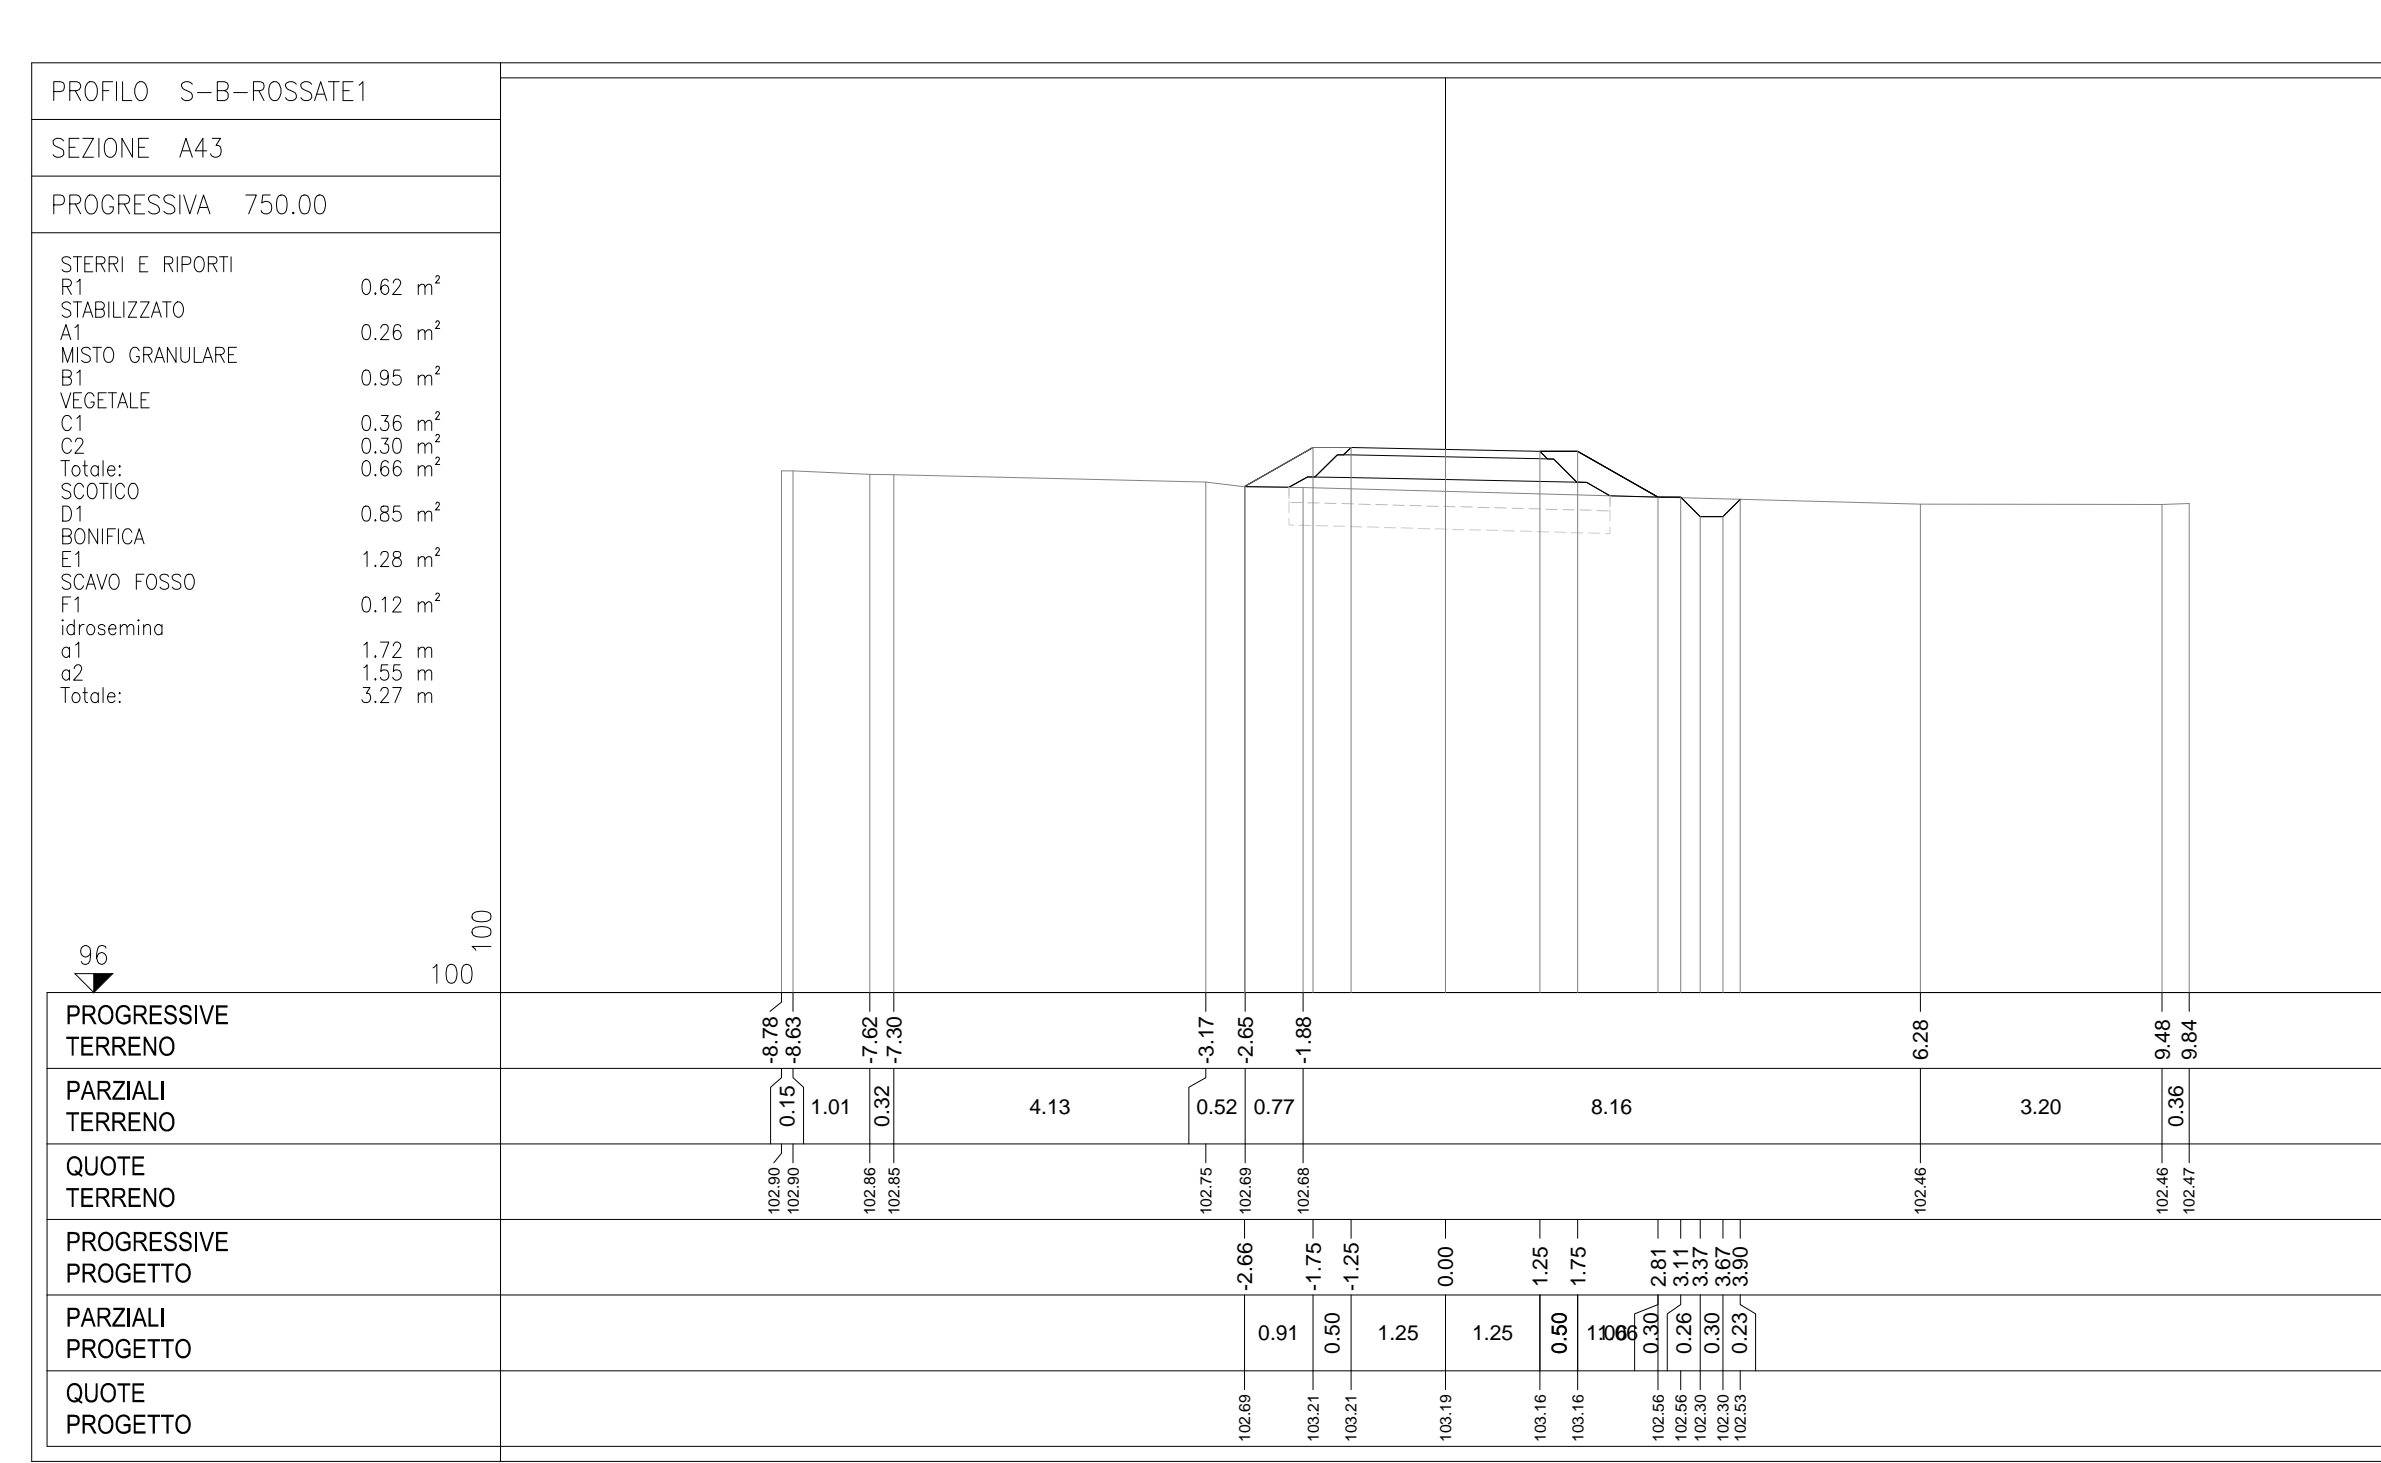 PROFILO S-B-ROSSATE1
SEZIONE A43
PROGRESSIVA 750.00
STERRI E RIPORTI
R1 0.62 m²
STABILIZZATO
A1 0.26 m²
MISTO GRANULARE
B1 0.95 m²
VEGETALE
C1 0.36 m²
C2 0.30 m²
Totale: 0.66 m²
SCOTICO
D1 0.85 m²
BONIFICA
E1 1.28 m²
SCAVO FOSSO
F1 0.12 m²
idrosemina
a1 1.72 m
a2 1.55 m
Totale: 3.27 m
100
96
100
PROGRESSIVE
TERRENO
-8.78 -8.63 -7.62 -7.30 -3.17 -2.65 -1.88 6.28 9.48 9.84
PARZIALI
TERRENO
0.15 1.01 0.32 4.13 0.52 0.77 8.16 3.20 0.36
QUOTE
TERRENO
102.90 102.90 102.86 102.85 102.75 102.69 102.68 102.46 102.46 102.47
PROGRESSIVE
PROGETTO
-2.66 -1.75 -1.25 0.00 1.25 1.75 2.81 3.11 3.37 3.67 3.90
PARZIALI
PROGETTO
0.91 0.50 1.25 1.25 0.50 0.30 0.26 0.30 0.23
QUOTE
PROGETTO
102.69 103.21 103.21 103.19 103.16 103.16 102.56 102.56 102.30 102.30 102.53